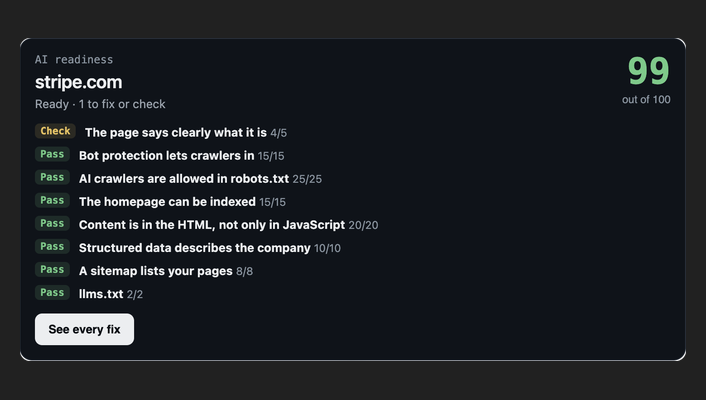 AI readiness
stripe.com
Ready · 1 to fix or check
99
out of 100
Check The page says clearly what it is 4/5
Pass Bot protection lets crawlers in 15/15
Pass AI crawlers are allowed in robots.txt 25/25
Pass The homepage can be indexed 15/15
Pass Content is in the HTML, not only in JavaScript 20/20
Pass Structured data describes the company 10/10
Pass A sitemap lists your pages 8/8
Pass llms.txt 2/2
See every fix